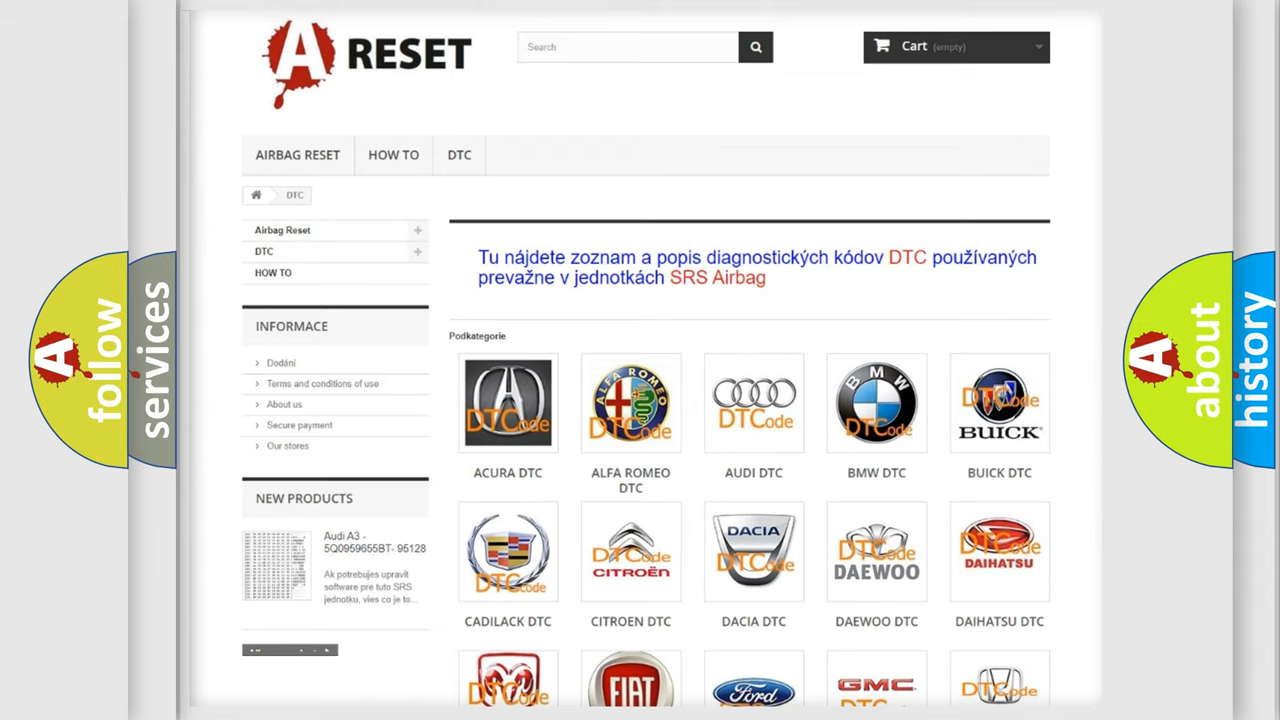 A RESET
Search
Cart (empty)
AIRBAG RESET
HOW TO
DTC
DTC
Airbag Reset
DTC
HOW TO
Tu nájdete zoznam a popis diagnostických kódov DTC používaných
prevažne v jednotkách SRS Airbag
INFORMACE
Dodání
Terms and conditions of use
About us
Secure payment
Our stores
NEW PRODUCTS
Audi A3 -
5Q0959655BT- 95128
Ak potrebujes upravit
software pre tuto SRS
jednotku, vies co je to...
Podkategorie
DTCode
ALFA ROMEO
DTCode
DTCode
BMW
DTCode
DTCode
BUICK
ACURA DTC
ALFA ROMEO
DTC
AUDI DTC
BMW DTC
BUICK DTC
DTCode
DTCode
CITROËN
DACIA
DTCode
DTCode
DAEWOO
DTCode
DAIHATSU
CADILACK DTC
CITROEN DTC
DACIA DTC
DAEWOO DTC
DAIHATSU DTC
DTCode
FIAT
Ford
GMC
DTCode
A follow
services
A about
history